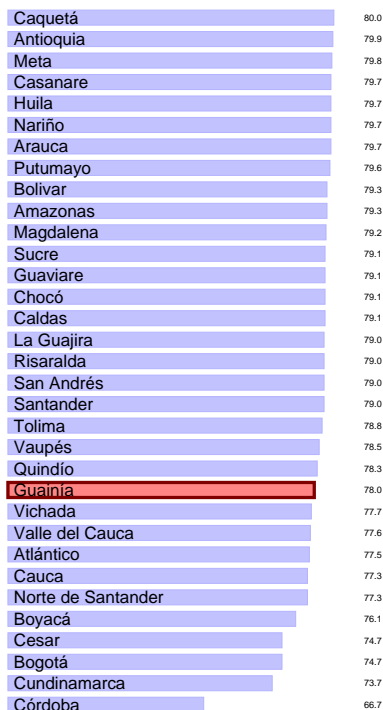 Caquetá 80.0
Antioquia 79.9
Meta 79.8
Casanare 79.7
Huila 79.7
Nariño 79.7
Arauca 79.7
Putumayo 79.6
Bolivar 79.3
Amazonas 79.3
Magdalena 79.2
Sucre 79.1
Guaviare 79.1
Chocó 79.1
Caldas 79.1
La Guajira 79.0
Risaralda 79.0
San Andrés 79.0
Santander 79.0
Tolima 78.8
Vaupés 78.5
Quindío 78.3
Guainía 78.0
Vichada 77.7
Valle del Cauca 77.6
Atlántico 77.5
Cauca 77.3
Norte de Santander 77.3
Boyacá 76.1
Cesar 74.7
Bogotá 74.7
Cundinamarca 73.7
Córdoba 66.7